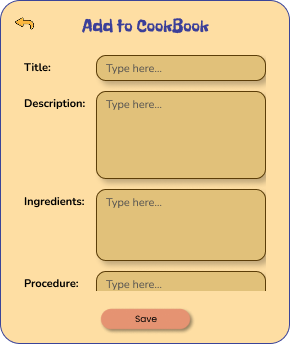 Add to CookBook
Title:
Type here...
Description:
Type here...
Ingredients:
Type here...
Procedure:
Type here...
Save